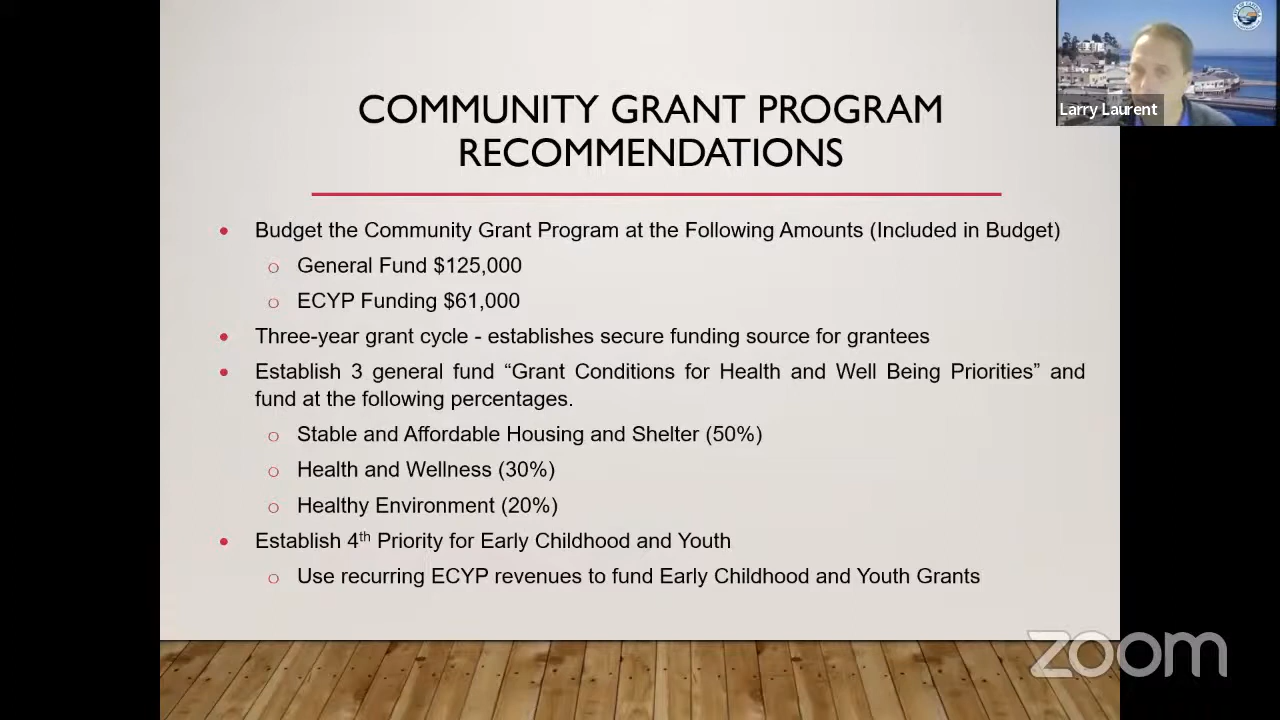 COMMUNITY GRANT PROGRAM
RECOMMENDATIONS
Larry Laurent
• Budget the Community Grant Program at the Following Amounts (Included in Budget)
o General Fund $125,000
o ECYP Funding $61,000
• Three-year grant cycle - establishes secure funding source for grantees
• Establish 3 general fund “Grant Conditions for Health and Well Being Priorities” and
fund at the following percentages.
o Stable and Affordable Housing and Shelter (50%)
o Health and Wellness (30%)
o Healthy Environment (20%)
• Establish 4th Priority for Early Childhood and Youth
o Use recurring ECYP revenues to fund Early Childhood and Youth Grants
zoom